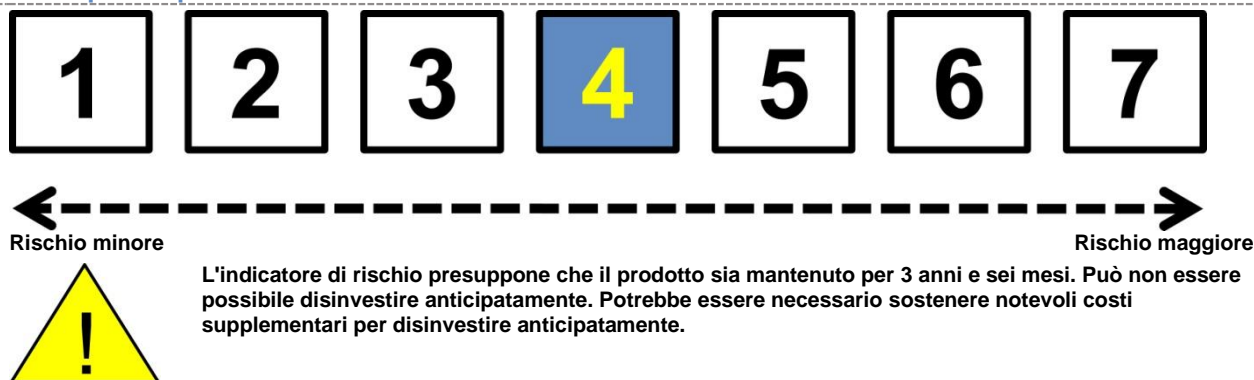 1 2 3 4 5 6 7
Rischio minore Rischio maggiore
L'indicatore di rischio presuppone che il prodotto sia mantenuto per 3 anni e sei mesi. Può non essere
possibile disinvestire anticipatamente. Potrebbe essere necessario sostenere notevoli costi
supplementari per disinvestire anticipatamente.
!